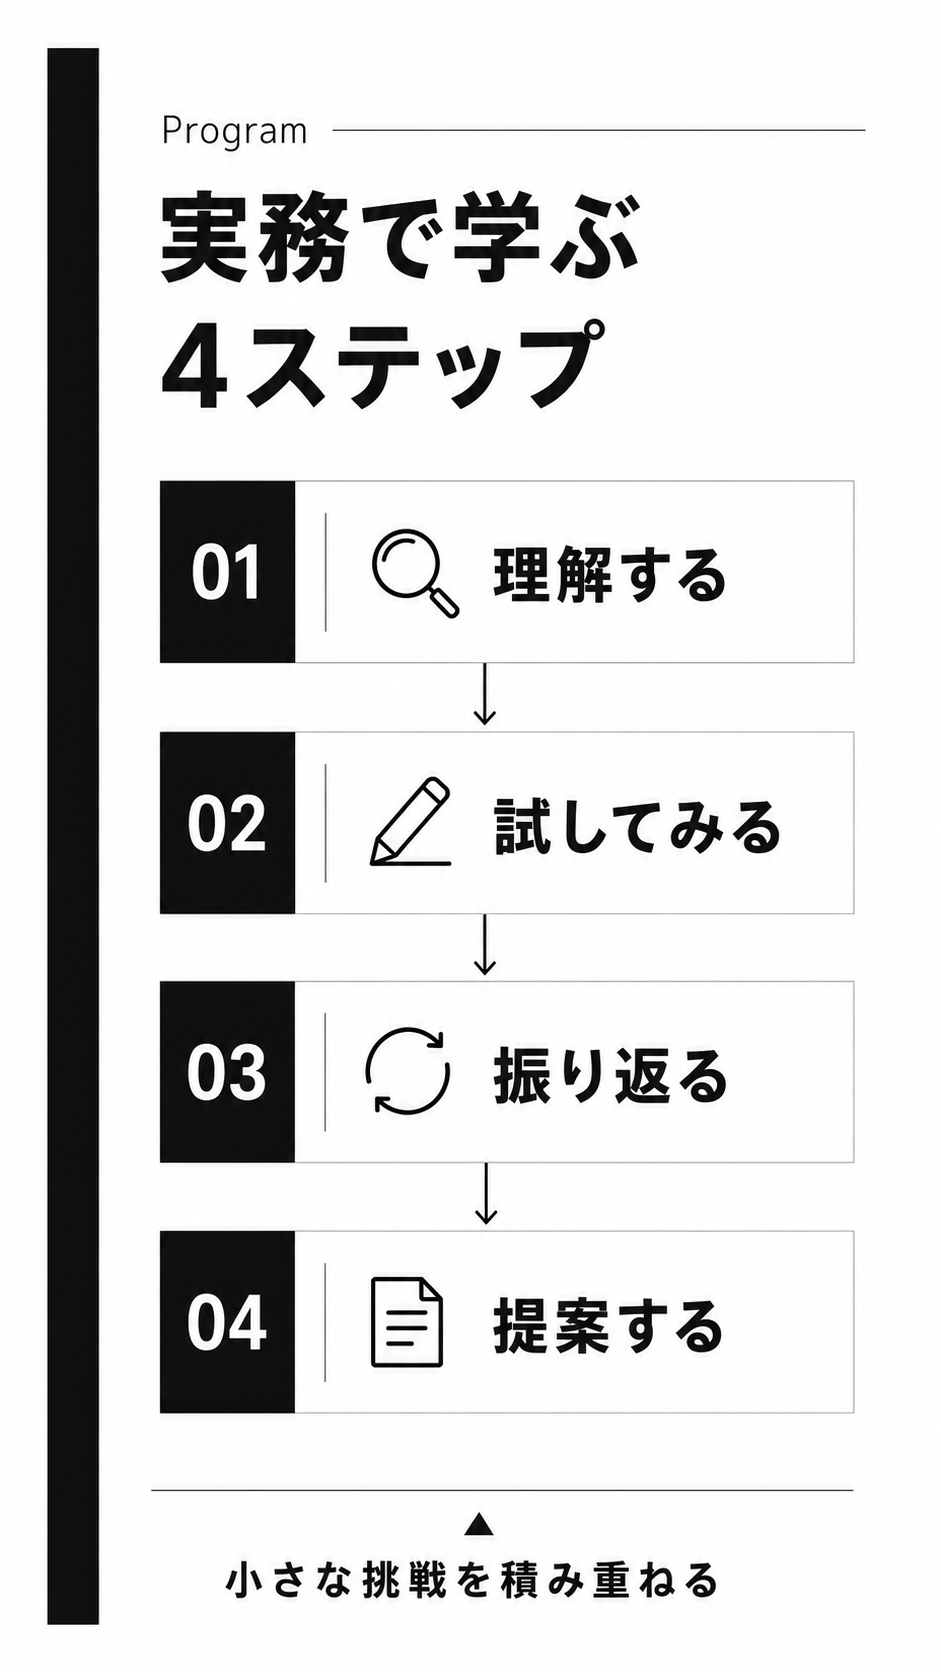 Program
実務で学ぶ
4ステップ
01
理解する
02
試してみる
03
振り返る
04
提案する
小さな挑戦を積み重ねる